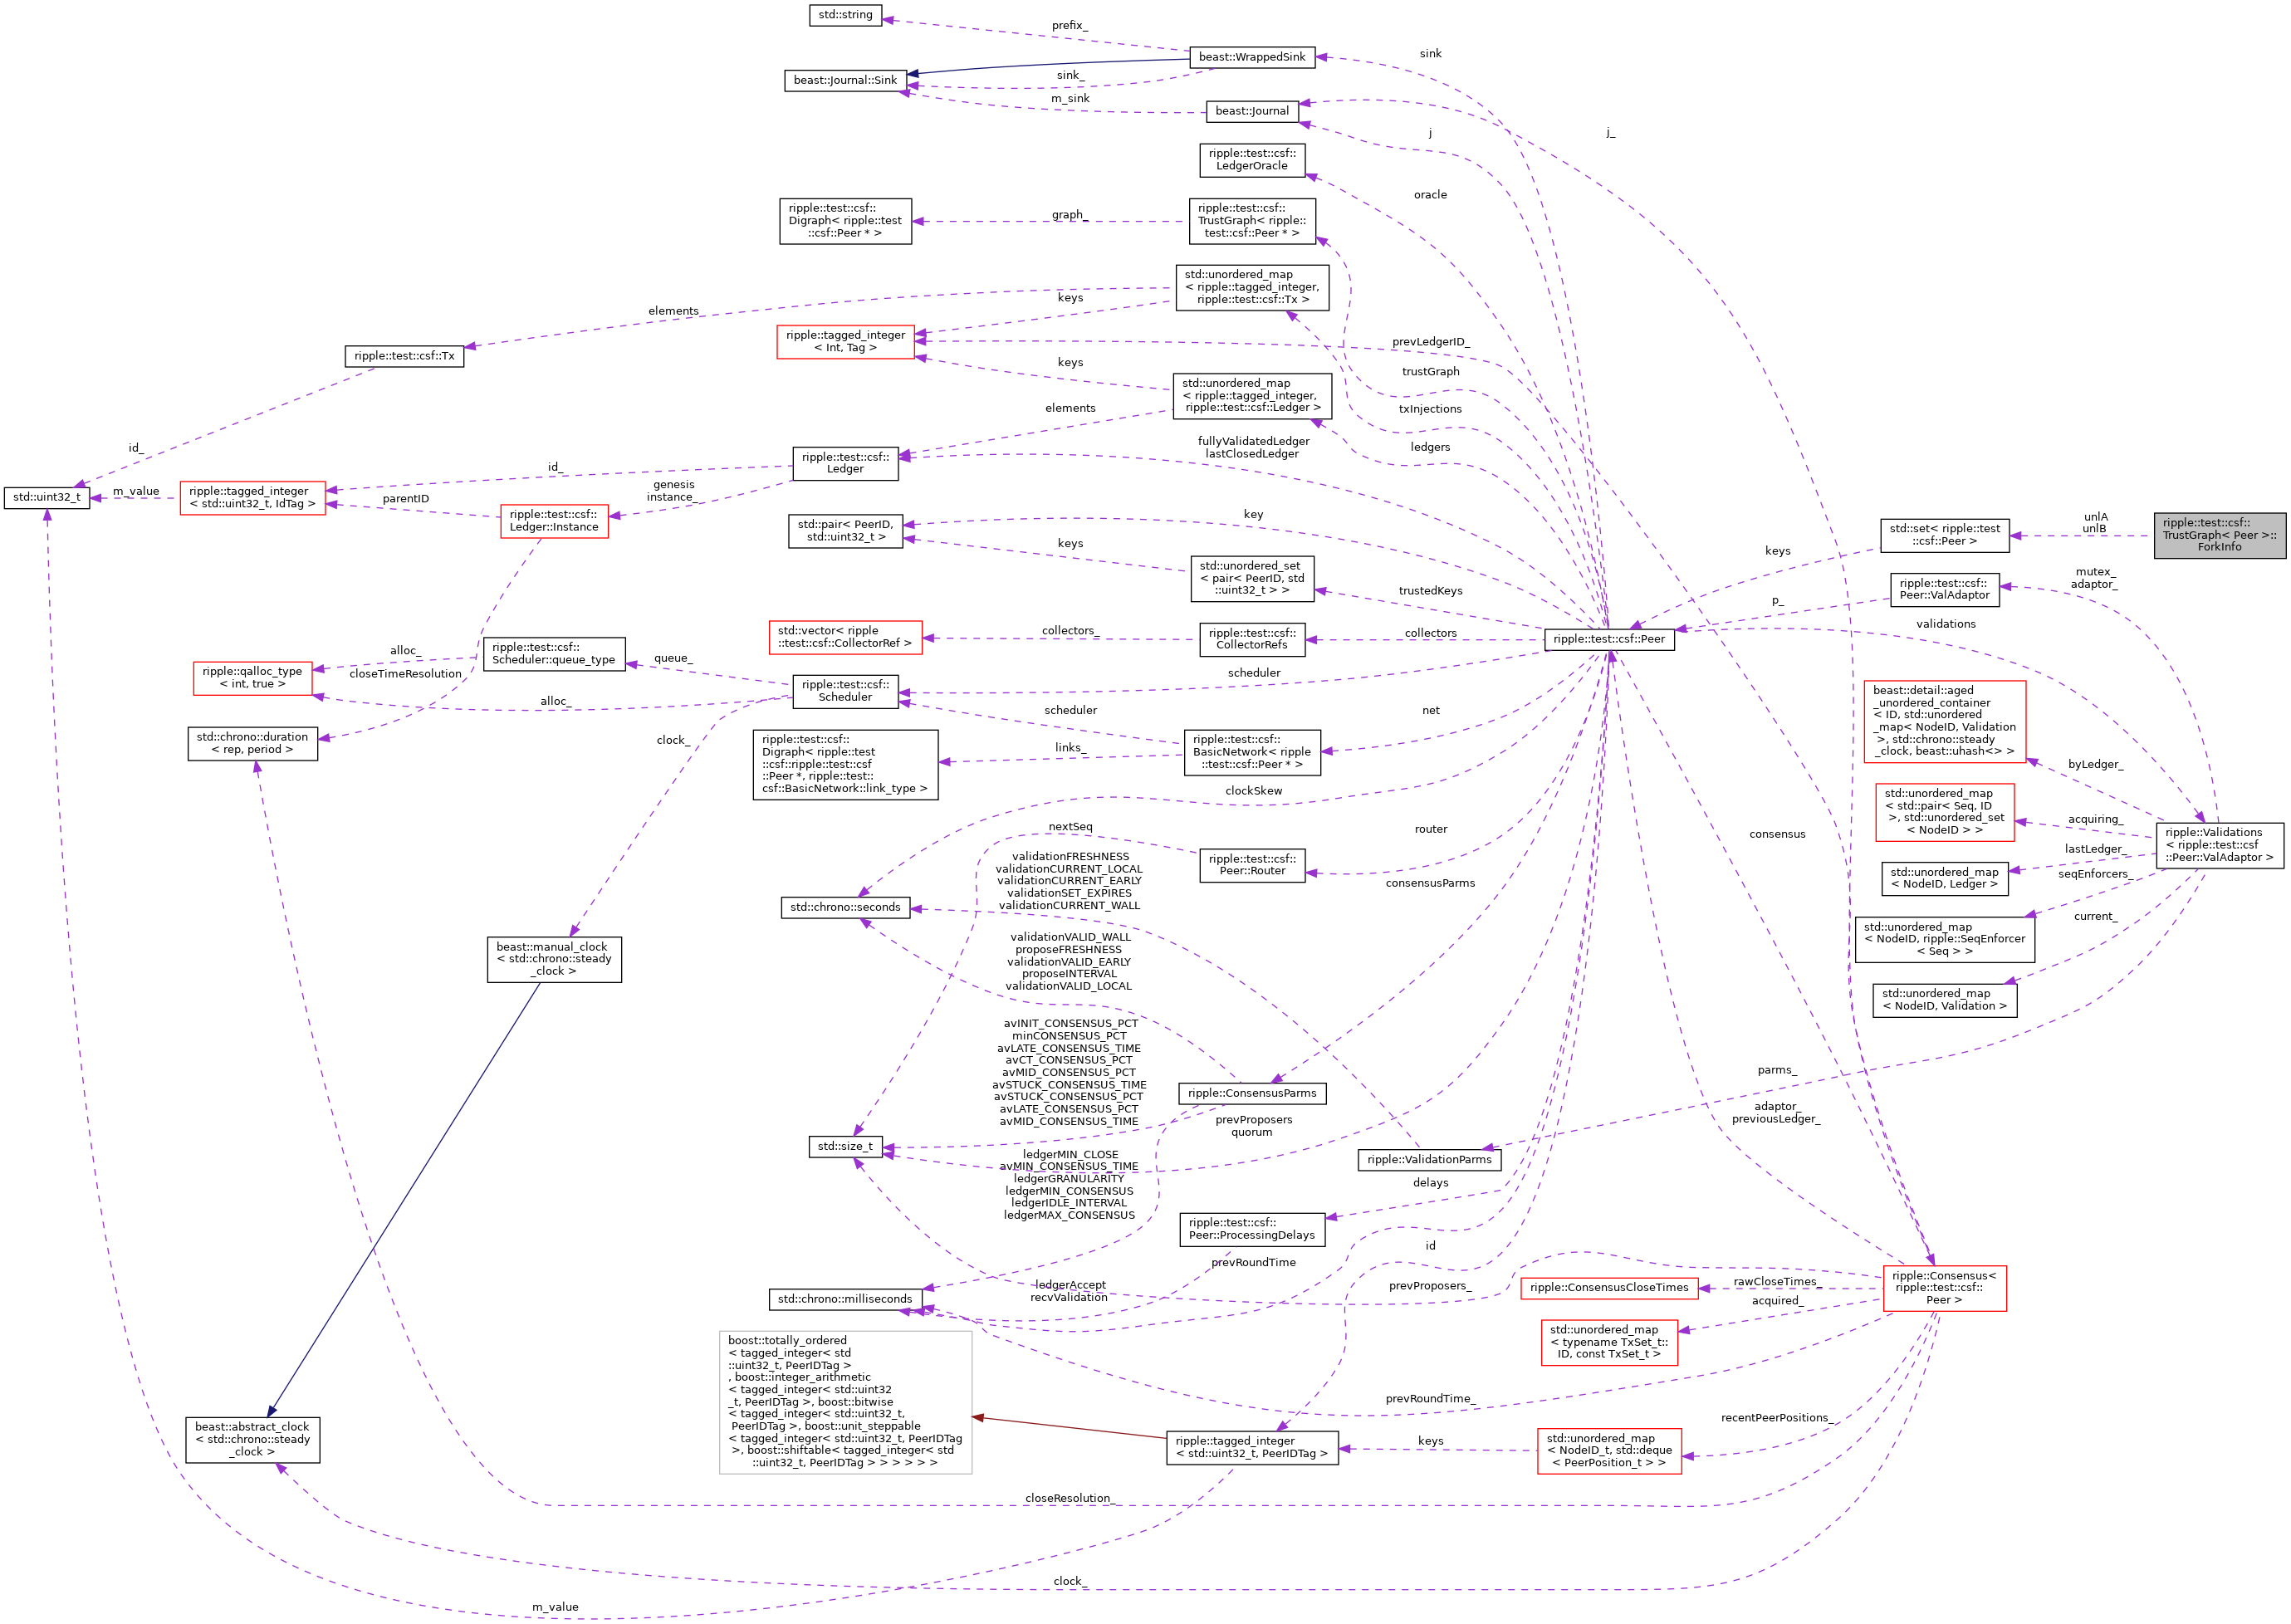 std::string
prefix_
beast::WrappedSink
sink
beast::Journal::Sink
sink_
m_sink
beast::Journal
j
j_
ripple::test::csf::
LedgerOracle
oracle
ripple::test::csf::
Digraph< ripple::test
::csf::Peer * >
graph_
ripple::test::csf::
TrustGraph< ripple::
test::csf::Peer * >
std::unordered_map
< ripple::tagged_integer,
ripple::test::csf::Tx >
elements
keys
ripple::tagged_integer
< Int, Tag >
prevLedgerID_
ripple::test::csf::Tx
keys
trustGraph
std::unordered_map
< ripple::tagged_integer,
ripple::test::csf::Ledger >
elements
txInjections
id_
ripple::test::csf::
Ledger
fullyValidatedLedger
lastClosedLedger
ledgers
id_
std::uint32_t
m_value
ripple::tagged_integer
< std::uint32_t, IdTag >
parentID
genesis
instance_
ripple::test::csf::
Ledger::Instance
std::pair< PeerID,
std::uint32_t >
key
keys
std::unordered_set
< pair< PeerID, std
::uint32_t > >
trustedKeys
keys
std::set< ripple::test
::csf::Peer >
unlA
unlB
ripple::test::csf::
TrustGraph< Peer >::
ForkInfo
ripple::test::csf::
Peer::ValAdaptor
p_
mutex_
adaptor_
std::vector< ripple
::test::csf::CollectorRef >
collectors_
ripple::test::csf::
CollectorRefs
collectors
ripple::test::csf::Peer
validations
ripple::qalloc_type
< int, true >
alloc_
closeTimeResolution
ripple::test::csf::
Scheduler::queue_type
queue_
alloc_
ripple::test::csf::
Scheduler
scheduler
std::chrono::duration
< rep, period >
clock_
scheduler
net
ripple::test::csf::
Digraph< ripple::test
::csf::ripple::test::csf
::Peer *, ripple::test::
csf::BasicNetwork::link_type >
links_
ripple::test::csf::
BasicNetwork< ripple
::test::csf::Peer * >
clockSkew
beast::detail::aged
_unordered_container
< ID, std::unordered
_map< NodeID, Validation
>, std::chrono::steady
_clock, beast::uhash<> >
byLedger_
std::unordered_map
< std::pair< Seq, ID
>, std::unordered_set
< NodeID > >
acquiring_
ripple::Validations
< ripple::test::csf
::Peer::ValAdaptor >
lastLedger_
std::unordered_map
< NodeID, Ledger >
seqEnforcers_
std::unordered_map
< NodeID, ripple::SeqEnforcer
< Seq > >
current_
std::unordered_map
< NodeID, Validation >
nextSeq
router
consensus
ripple::test::csf::
Peer::Router
validationFRESHNESS
validationCURRENT_LOCAL
validationCURRENT_EARLY
validationSET_EXPIRES
validationCURRENT_WALL
consensusParms
std::chrono::seconds
beast::manual_clock
< std::chrono::steady
_clock >
validationVALID_WALL
proposeFRESHNESS
validationVALID_EARLY
proposeINTERVAL
validationVALID_LOCAL
avINIT_CONSENSUS_PCT
minCONSENSUS_PCT
avLATE_CONSENSUS_TIME
avCT_CONSENSUS_PCT
avMID_CONSENSUS_PCT
avSTUCK_CONSENSUS_TIME
avSTUCK_CONSENSUS_PCT
avLATE_CONSENSUS_PCT
avMID_CONSENSUS_TIME
ripple::ConsensusParms
parms_
adaptor_
previousLedger_
std::size_t
prevProposers
quorum
ripple::ValidationParms
ledgerMIN_CLOSE
avMIN_CONSENSUS_TIME
ledgerGRANULARITY
ledgerMIN_CONSENSUS
ledgerIDLE_INTERVAL
ledgerMAX_CONSENSUS
delays
ripple::test::csf::
Peer::ProcessingDelays
id
prevRoundTime
std::chrono::milliseconds
ledgerAccept
recvValidation
prevProposers_
ripple::ConsensusCloseTimes
rawCloseTimes_
ripple::Consensus<
ripple::test::csf::
Peer >
acquired_
std::unordered_map
< typename TxSet_t::
ID, const TxSet_t >
boost::totally_ordered
< tagged_integer< std
::uint32_t, PeerIDTag >
, boost::integer_arithmetic
< tagged_integer< std::uint32
_t, PeerIDTag >, boost::bitwise
< tagged_integer< std::uint32_t,
PeerIDTag >, boost::unit_steppable
< tagged_integer< std::uint32_t, PeerIDTag
>, boost::shiftable< tagged_integer< std
::uint32_t, PeerIDTag > > > > > >
prevRoundTime_
recentPeerPositions_
beast::abstract_clock
< std::chrono::steady
_clock >
ripple::tagged_integer
< std::uint32_t, PeerIDTag >
keys
std::unordered_map
< NodeID_t, std::deque
< PeerPosition_t > >
closeResolution_
clock_
m_value